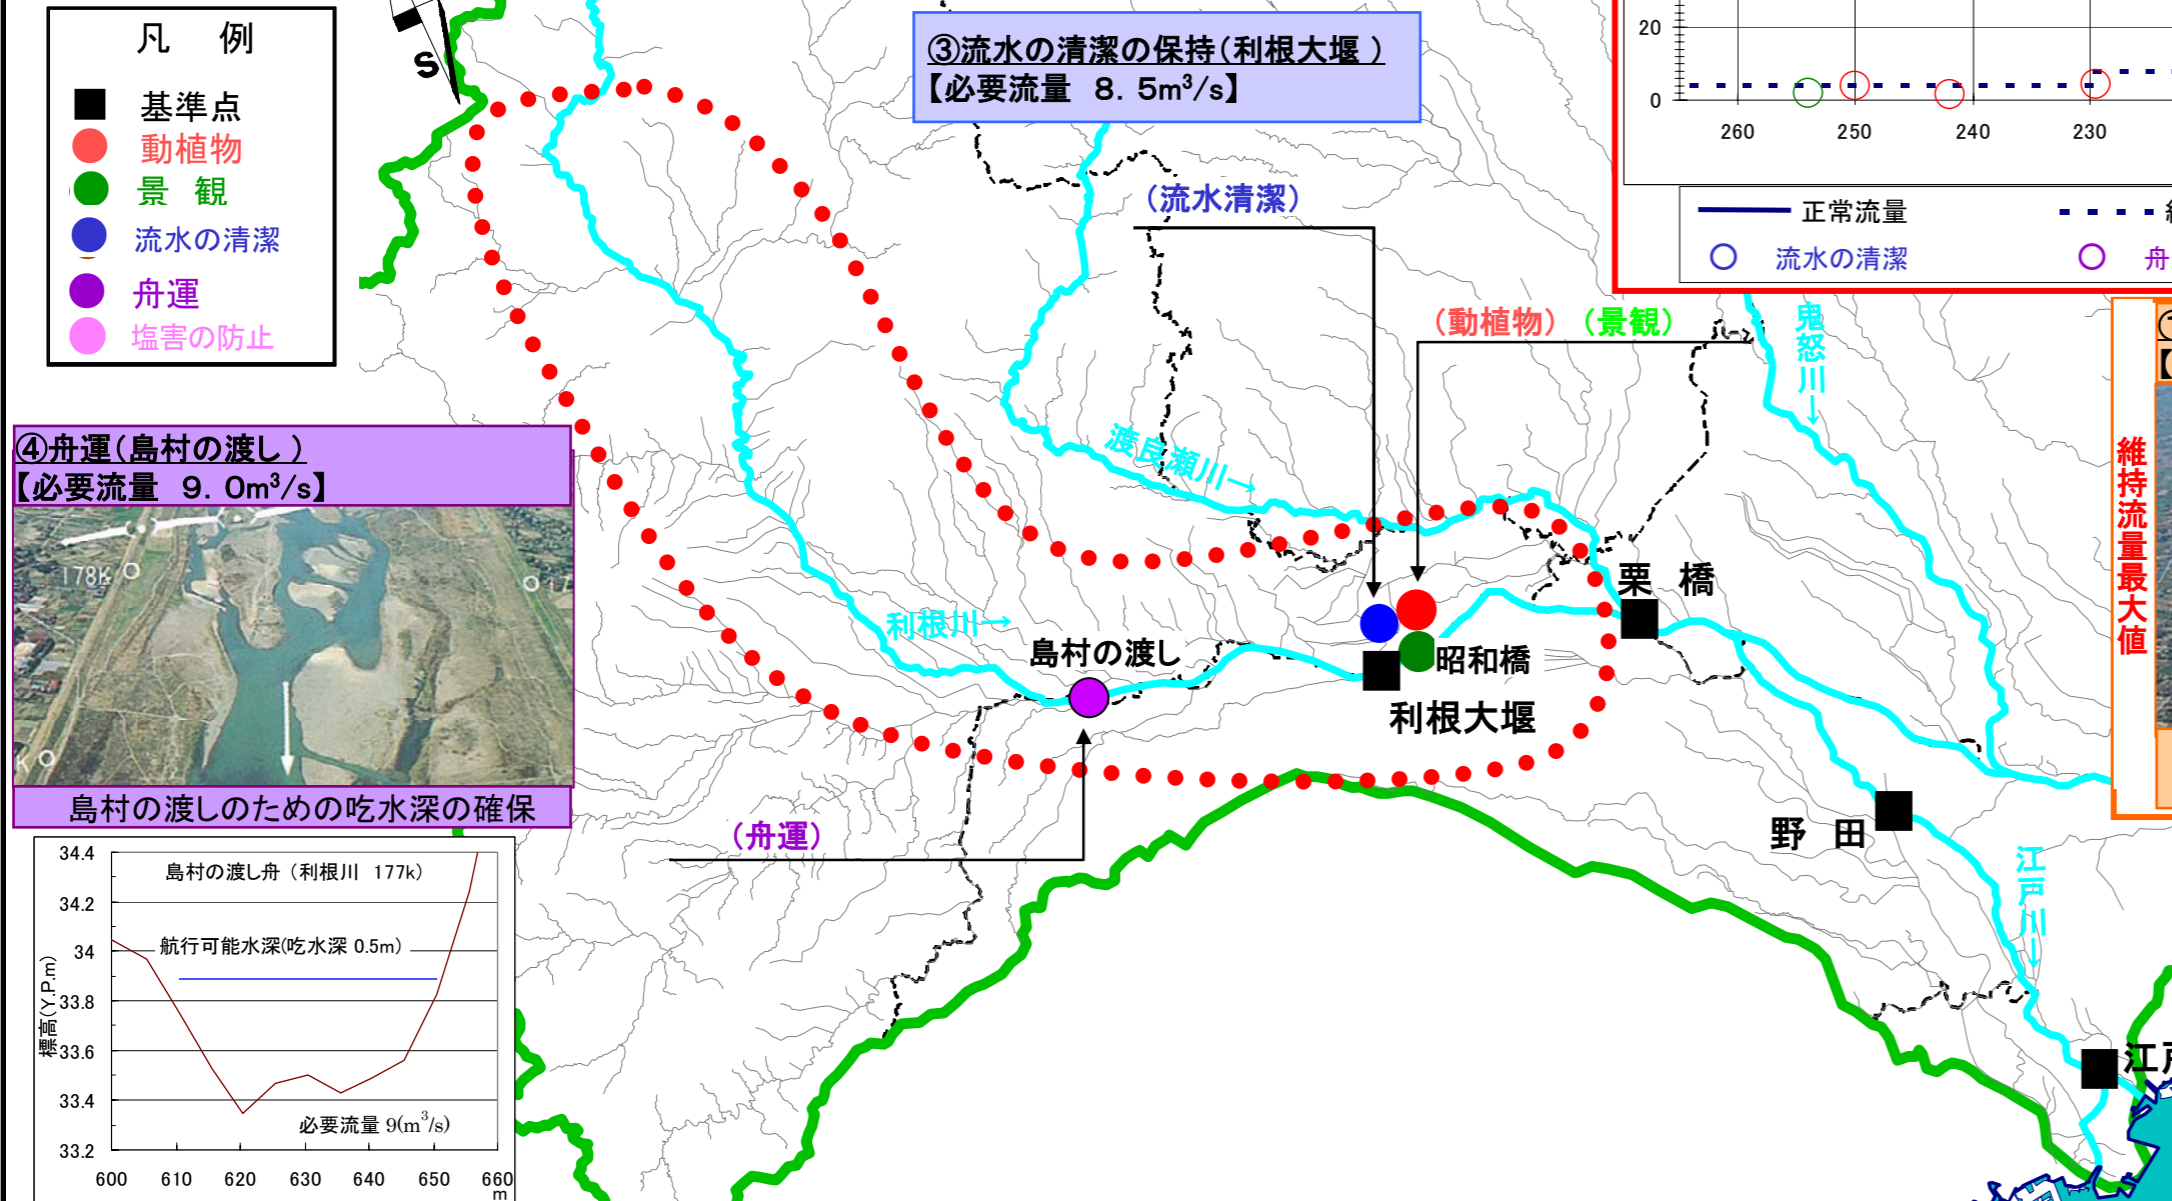 凡 例
基準点
動植物
景 観
流水の清潔
舟運
塩害の防止
S
③流水の清潔の保持(利根大堰 )
【必要流量 8. 5m³/s】
20
0
260 250 240 230
正常流量
流水の清潔
(流水清潔)
(動植物) (景観)
鬼怒川→
渡良瀬川→
利根川→
島村の渡し
昭和橋
利根大堰
栗 橋
野 田
江戸川→
(舟運)
維持流量最大値
④舟運(島村の渡し )
【必要流量 9. 0m³/s】
178K
島村の渡しのための吃水深の確保
島村の渡し舟 (利根川 177k)
航行可能水深(吃水深 0.5m)
必要流量 9(m³/s)
標高(Y.P.m)
34.4
34.2
34
33.8
33.6
33.4
33.2
600 610 620 630 640 650 660
m